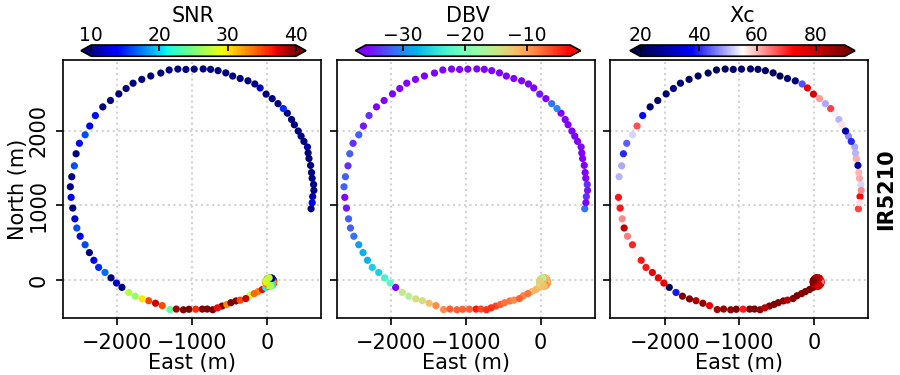 SNR DBV Xc
10 20 30 40 −30 −20 −10 20 40 60 80
North (m)
2000
1000
0
IR5210
−2000 −1000 0 −2000 −1000 0 −2000 −1000 0
East (m) East (m) East (m)